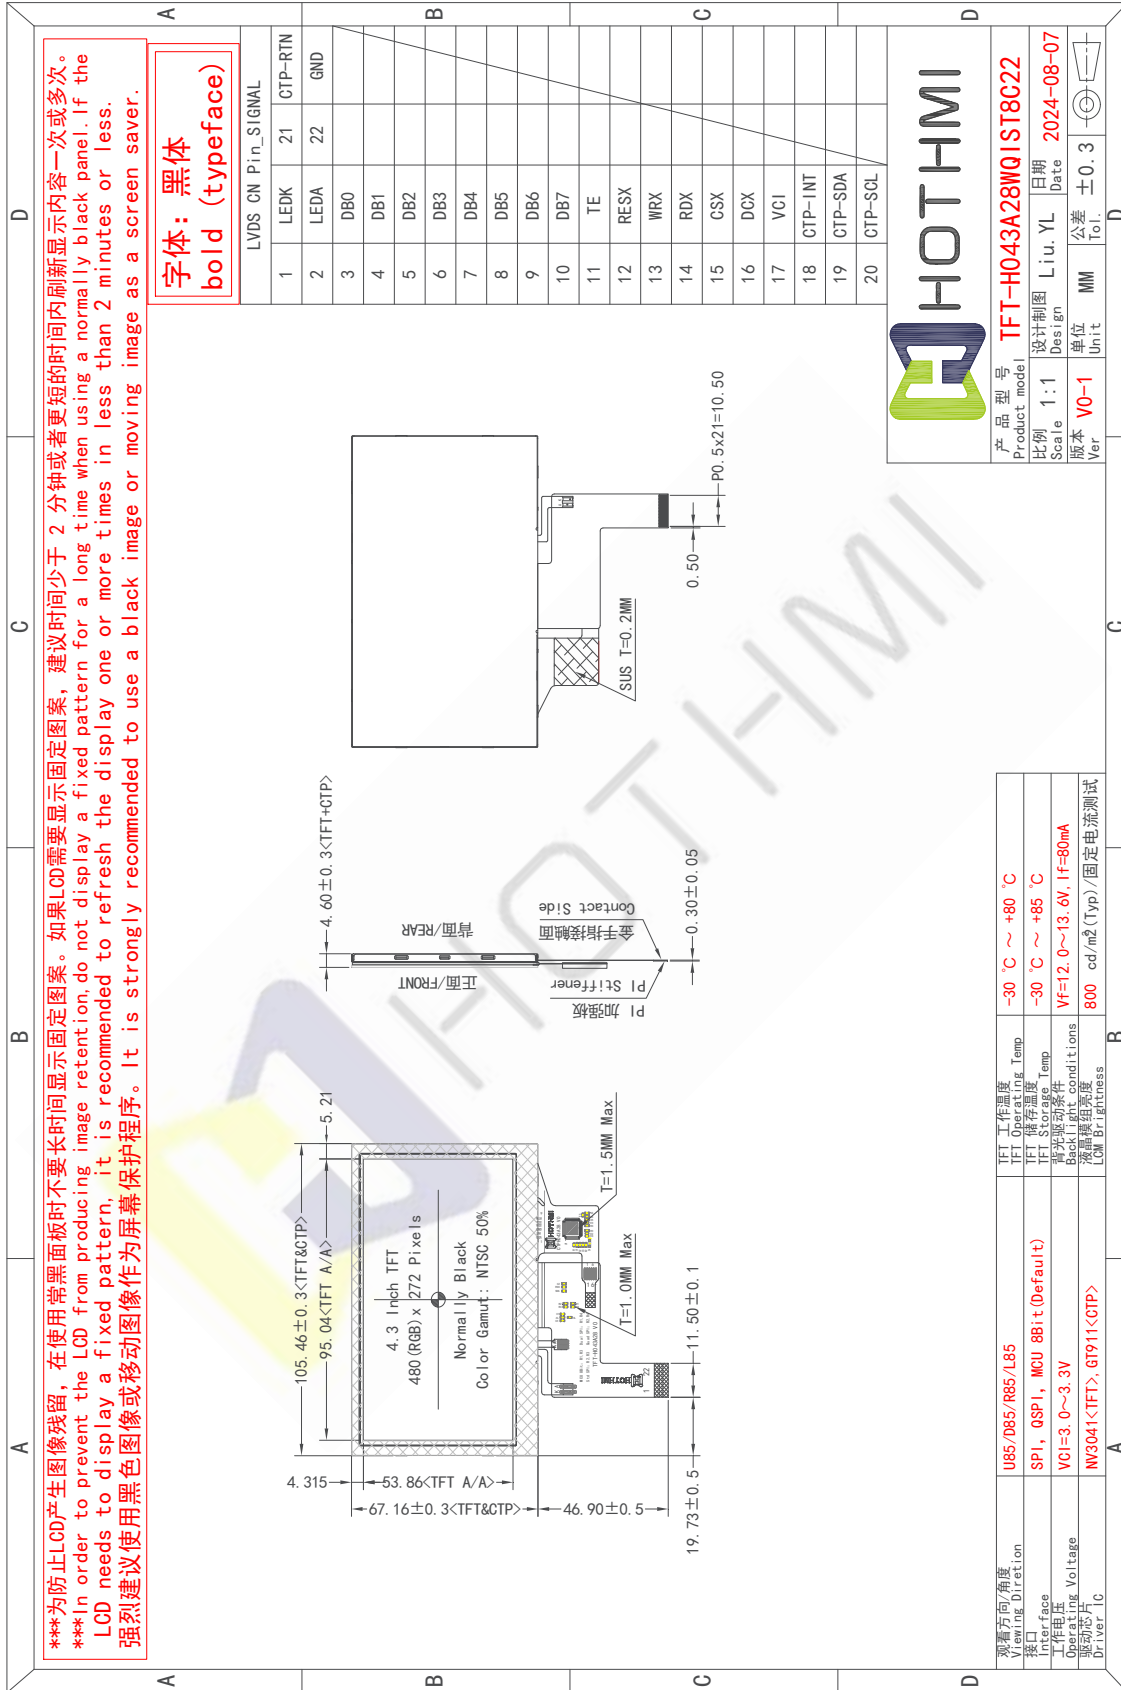 ***为防止LCD产生图像残留，在使用常黑面板时不要长时间显示固定图案。如果LCD需要显示固定图案，建议时间少于 2 分钟或者更短的时间内刷新显示内容一次或多次。
***In order to prevent the LCD from producing image retention,do not display a fixed pattern for a long time when using a normally black panel.If the
LCD needs to display a fixed pattern, it is recommended to refresh the display one or more times in less than 2 minutes or less.
强烈建议使用黑色图像或移动图像作为屏幕保护程序。It is strongly recommended to use a black image or moving image as a screen saver.
字体：黑体
bold (typeface)
LVDS CN Pin_SIGNAL
1 LEDK 21 CTP-RTN
2 LEDA 22 GND
3 DB0
4 DB1
5 DB2
6 DB3
7 DB4
8 DB5
9 DB6
10 DB7
11 TE
12 RESX
13 WRX
14 RDX
15 CSX
16 DCX
17 VCI
18 CTP-INT
19 CTP-SDA
20 CTP-SCL
105.46±0.3<TFT&CTP>
95.04<TFT A/A>
5.21
4.315
53.86<TFT A/A>
67.16±0.3<TFT&CTP>
46.90±0.5
19.73±0.5
11.50±0.1
4.3 Inch TFT
480(RGB)x 272 Pixels
Normally Black
Color Gamut: NTSC 50%
T=1.5MM Max
T=1.0MM Max
HOTHMI
TFT-H043A28 V0
1 22
4.60±0.3<TFT+CTP>
正面/FRONT
背面/REAR
PI 加强板
PI Stiffener
金手指接触面
Contact Side
0.30±0.05
SUS T=0.2MM
0.50
P0.5x21=10.50
HOTHMI
HOTHMI
产品型号
Product model
TFT-H043A28WQIST8C22
比例
Scale
1:1
设计制图
Design
Liu.YL
日期
Date
2024-08-07
版本
Ver
V0-1
单位
Unit
MM
公差
Tol.
±0.3
观看方向/角度
Viewing Diretion
U85/D85/R85/L85
接口
Interface
SPI, QSPI, MCU 8Bit(Default)
工作电压
Operating Voltage
VCI=3.0～3.3V
驱动芯片
Driver IC
NV3041<TFT>,GT911<CTP>
TFT 工作温度
TFT Operating Temp
-30 ℃ ～ +80 ℃
TFT 储存温度
TFT Storage Temp
-30 ℃ ～ +85 ℃
背光驱动条件
Backlight conditions
Vf=12.0～13.6V,If=80mA
液晶模组亮度
LCM Brightness
800 cd/m2(Typ)/固定电流测试
A
B
C
D
A
B
C
D
A
B
C
D
A
B
C
D